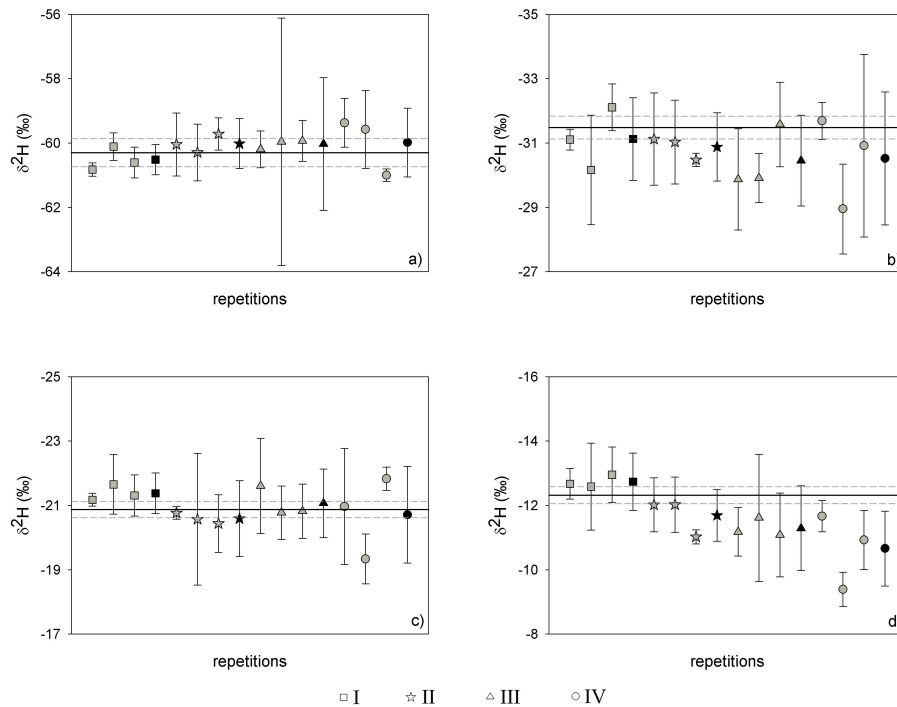 -56
-58
-60
-62
-64
δ²H (‰)
a)
repetitions
-35
-33
-31
-29
-27
δ²H (‰)
b)
repetitions
-25
-23
-21
-19
-17
δ²H (‰)
c)
repetitions
-16
-14
-12
-10
-8
δ²H (‰)
d)
repetitions
I II III IV